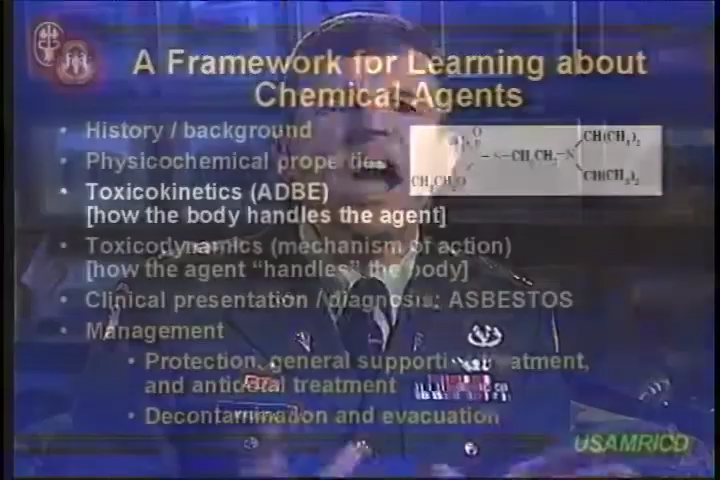 A Framework for Learning about
Chemical Agents
• History / background
• Physicochemical properties
• Toxicokinetics (ADBE)
[how the body handles the agent]
• Toxicodynamics (mechanism of action)
[how the agent “handles” the body]
• Clinical presentation / diagnosis: ASBESTOS
• Management
• Protection, general supportive treatment,
and antidotal treatment
• Decontamination and evacuation
USAMRICD